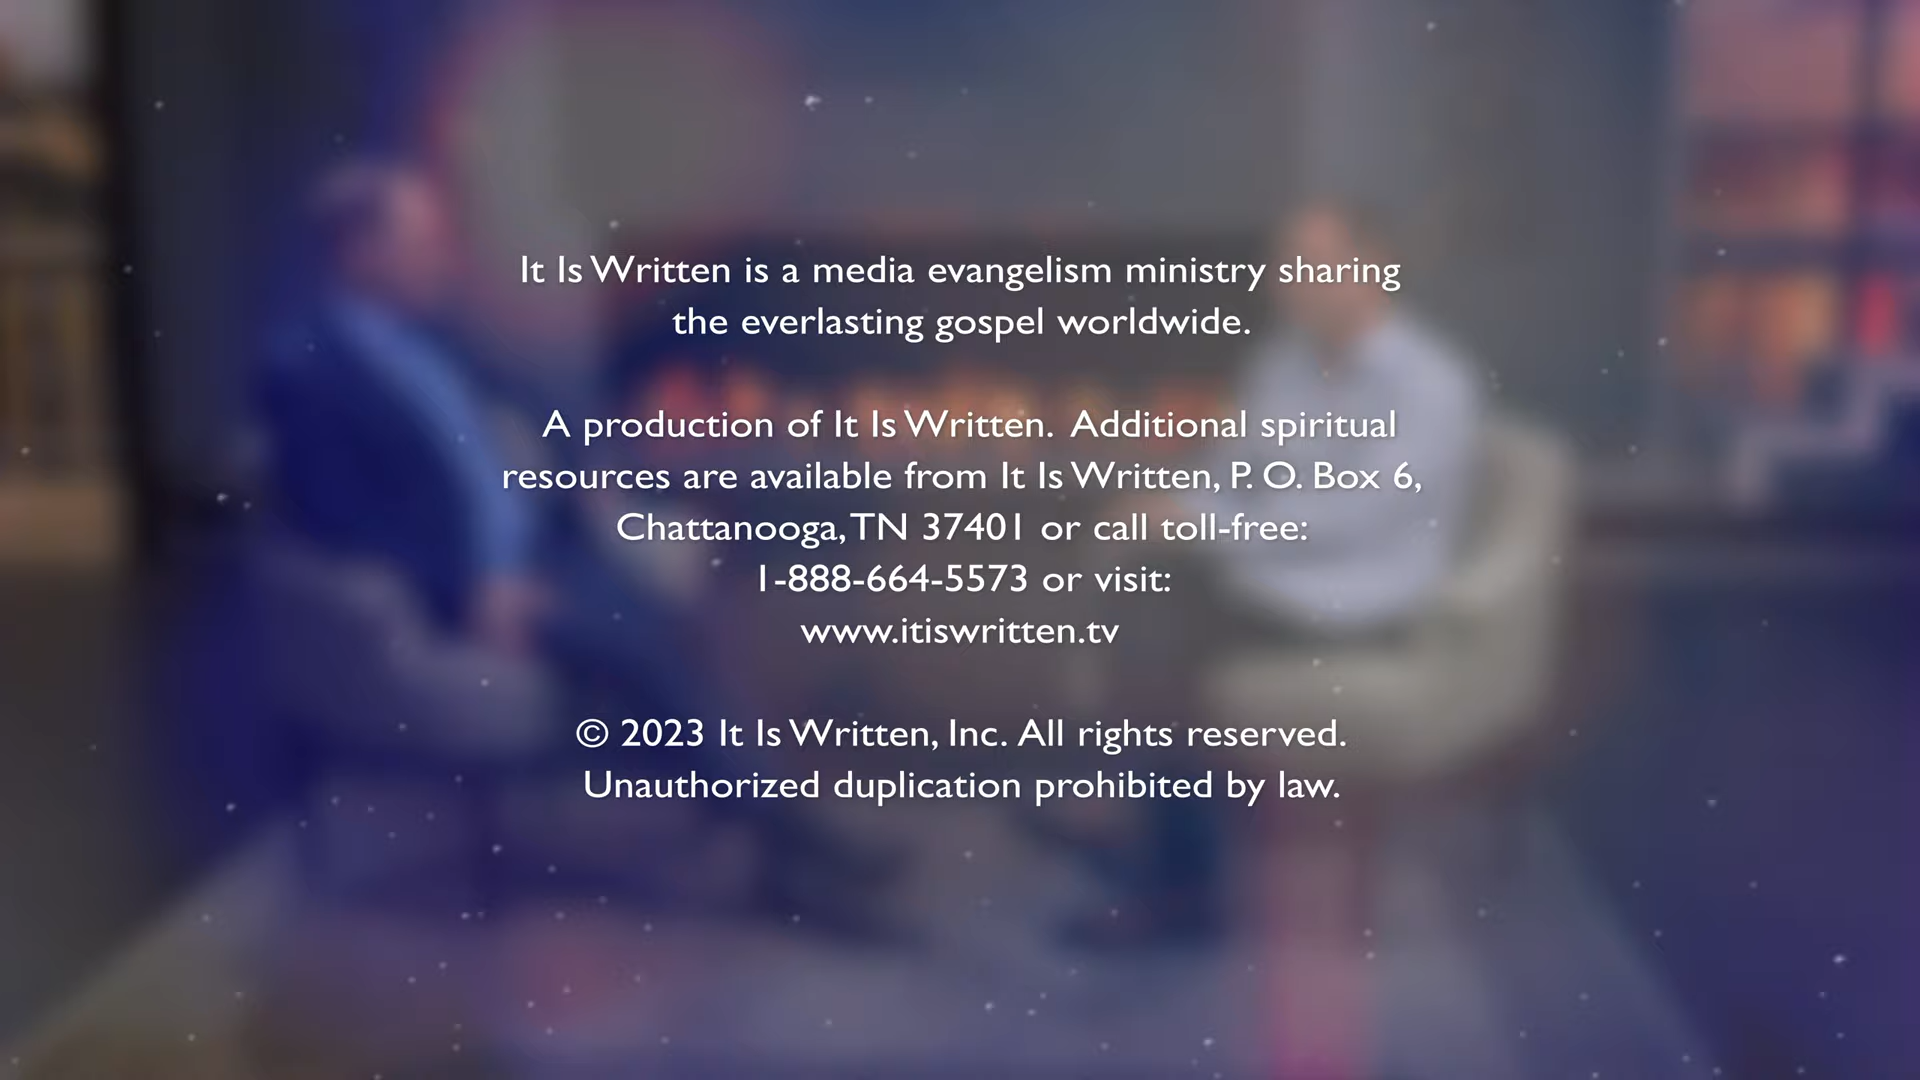 It Is Written is a media evangelism ministry sharing
the everlasting gospel worldwide.
A production of It Is Written. Additional spiritual
resources are available from It Is Written, P. O. Box 6,
Chattanooga, TN 37401 or call toll-free:
1-888-664-5573 or visit:
www.itiswritten.tv
© 2023 It Is Written, Inc. All rights reserved.
Unauthorized duplication prohibited by law.